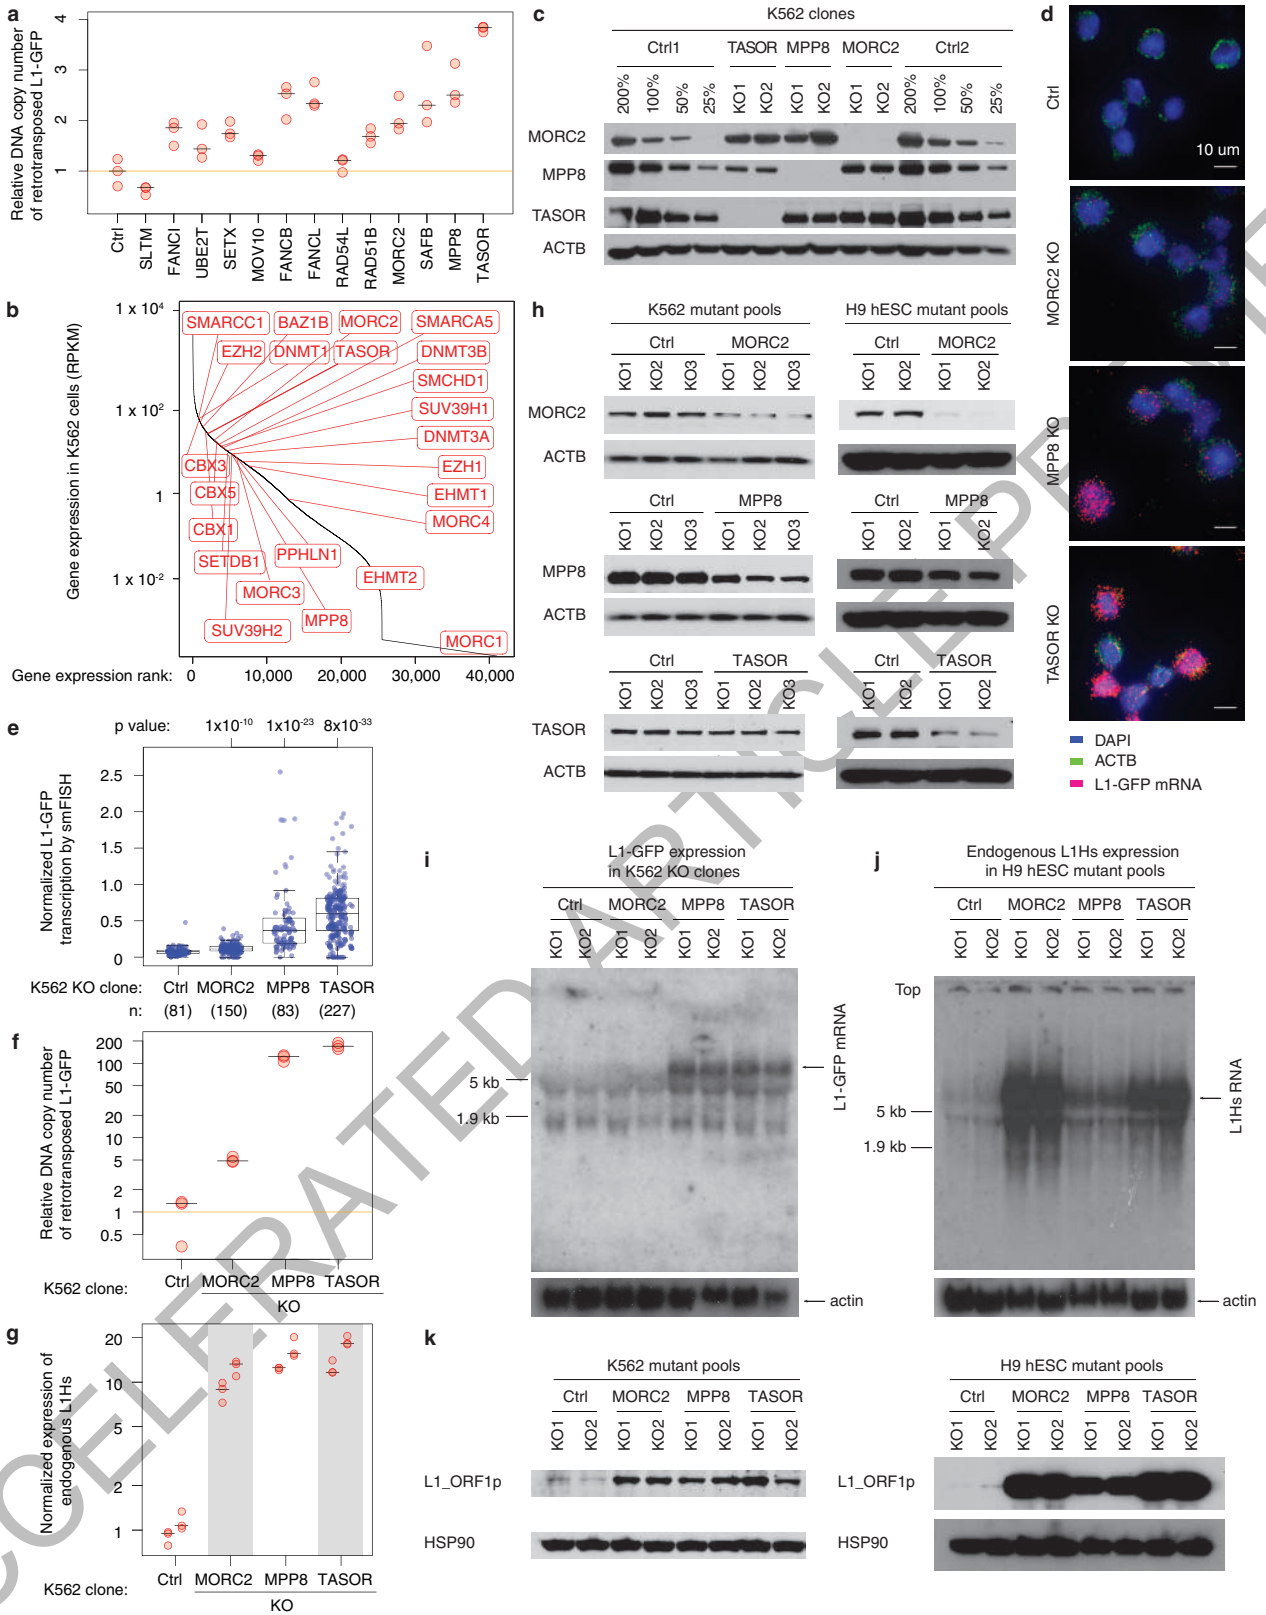 a
Relative DNA copy number
of retrotransposed L1-GFP
4
3
2
1
Ctrl
SLTM
FANCI
UBE2T
SETX
MOV10
FANCB
FANCL
RAD54L
RAD51B
MORC2
SAFB
MPP8
TASOR
b
Gene expression in K562 cells (RPKM)
1 x 10⁴
1 x 10²
1
1 x 10⁻²
SMARCC1 BAZ1B MORC2 SMARCA5
EZH2 DNMT1 TASOR DNMT3B
SMCHD1
SUV39H1
DNMT3A
CBX3 EZH1
CBX5 EHMT1
MORC4
CBX1
SETDB1 PPHLN1
EHMT2
MORC3
MPP8
SUV39H2
MORC1
Gene expression rank: 0 10,000 20,000 30,000 40,000
c
K562 clones
Ctrl1 TASOR MPP8 MORC2 Ctrl2
200% 100% 50% 25% KO1 KO2 KO1 KO2 KO1 KO2 200% 100% 50% 25%
MORC2
MPP8
TASOR
ACTB
d
Ctrl
10 um
MORC2 KO
MPP8 KO
TASOR KO
DAPI
ACTB
L1-GFP mRNA
e
p value: 1x10⁻¹⁰ 1x10⁻²³ 8x10⁻³³
Normalized L1-GFP
transcription by smFISH
2.5
2.0
1.5
1.0
0.5
0
K562 KO clone: Ctrl MORC2 MPP8 TASOR
n: (81) (150) (83) (227)
f
Relative DNA copy number
of retrotransposed L1-GFP
200
100
50
20
10
5
2
1
0.5
K562 clone: Ctrl MORC2 MPP8 TASOR
KO
g
Normalized expression of
endogenous L1Hs
20
10
5
2
1
K562 clone: Ctrl MORC2 MPP8 TASOR
KO
h
K562 mutant pools H9 hESC mutant pools
Ctrl MORC2 Ctrl MORC2
KO1 KO2 KO3 KO1 KO2 KO3 KO1 KO2 KO1 KO2
MORC2
ACTB
Ctrl MPP8 Ctrl MPP8
KO1 KO2 KO3 KO1 KO2 KO3 KO1 KO2 KO1 KO2
MPP8
ACTB
Ctrl TASOR Ctrl TASOR
KO1 KO2 KO3 KO1 KO2 KO3 KO1 KO2 KO1 KO2
TASOR
ACTB
i
L1-GFP expression
in K562 KO clones
Ctrl MORC2 MPP8 TASOR
KO1 KO2 KO1 KO2 KO1 KO2 KO1 KO2
5 kb
1.9 kb
L1-GFP mRNA
actin
j
Endogenous L1Hs expression
in H9 hESC mutant pools
Ctrl MORC2 MPP8 TASOR
KO1 KO2 KO1 KO2 KO1 KO2 KO1 KO2
Top
5 kb
1.9 kb
L1Hs RNA
actin
k
K562 mutant pools H9 hESC mutant pools
Ctrl MORC2 MPP8 TASOR Ctrl MORC2 MPP8 TASOR
KO1 KO2 KO1 KO2 KO1 KO2 KO1 KO2 KO1 KO2 KO1 KO2 KO1 KO2 KO1 KO2
L1_ORF1p L1_ORF1p
HSP90 HSP90